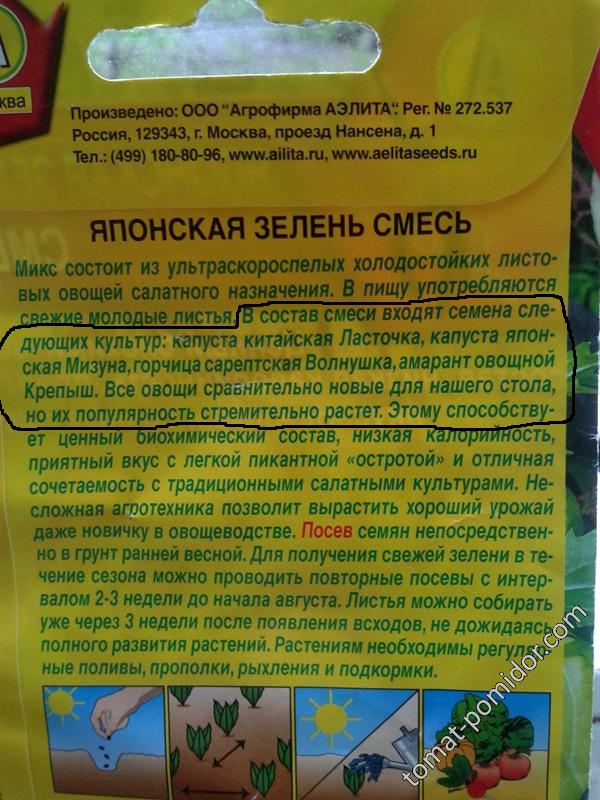 А
ква
Произведено: ООО "Агрофирма АЭЛИТА". Рег. № 272.537
Россия, 129343, г. Москва, проезд Нансена, д. 1
Тел.: (499) 180-80-96, www.ailita.ru, www.aelitaseeds.ru
ЯПОНСКАЯ ЗЕЛЕНЬ СМЕСЬ
Микс состоит из ультраскороспелых холодостойких листо-
вых овощей салатного назначения. В пищу употребляются
свежие молодые листья. В состав смеси входят семена сле-
дующих культур: капуста китайская Ласточка, капуста япон-
ская Мизуна, горчица сарептская Волнушка, амарант овощной
Крепыш. Все овощи сравнительно новые для нашего стола,
но их популярность стремительно растет. Этому способству-
ет ценный биохимический состав, низкая калорийность,
приятный вкус с легкой пикантной «остротой» и отличная
сочетаемость с традиционными салатными культурами. Не-
сложная агротехника позволит вырастить хороший урожай
даже новичку в овощеводстве. Посев семян непосредствен-
но в грунт ранней весной. Для получения свежей зелени в те-
чение сезона можно проводить повторные посевы с интер-
валом 2-3 недели до начала августа. Листья можно собирать
уже через 3 недели после появления всходов, не дожидаясь
полного развития растений. Растениям необходимы регуляр-
ные поливы, прополки, рыхления и подкормки.
tomat-pomidor.com